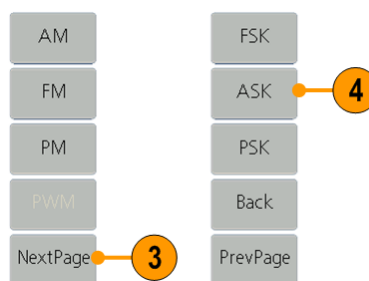 AM
FM
PM
PWM
NextPage
3
FSK
ASK
4
PSK
Back
PrevPage